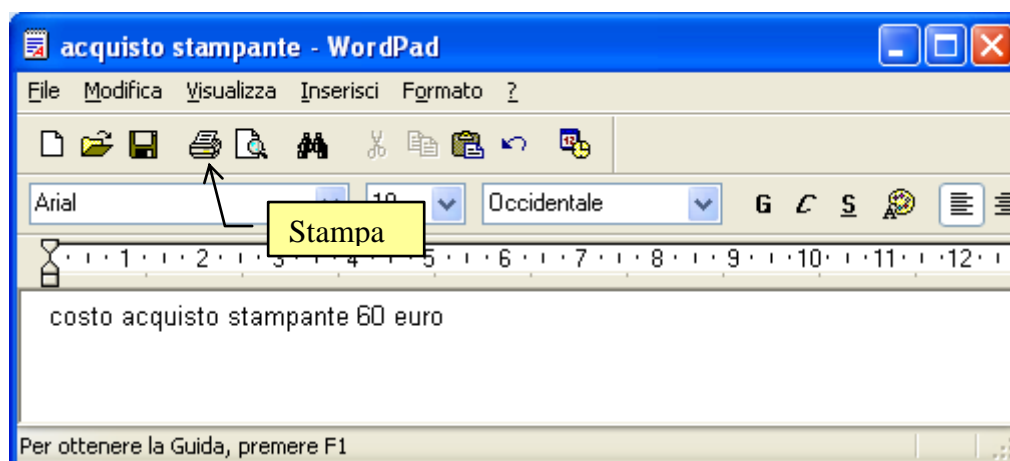 acquisto stampante - WordPad
File Modifica Visualizza Inserisci Formato ?
Arial 10 Occidentale G C S
Stampa
1 2 3 4 5 6 7 8 9 10 11 12
costo acquisto stampante 60 euro
Per ottenere la Guida, premere F1